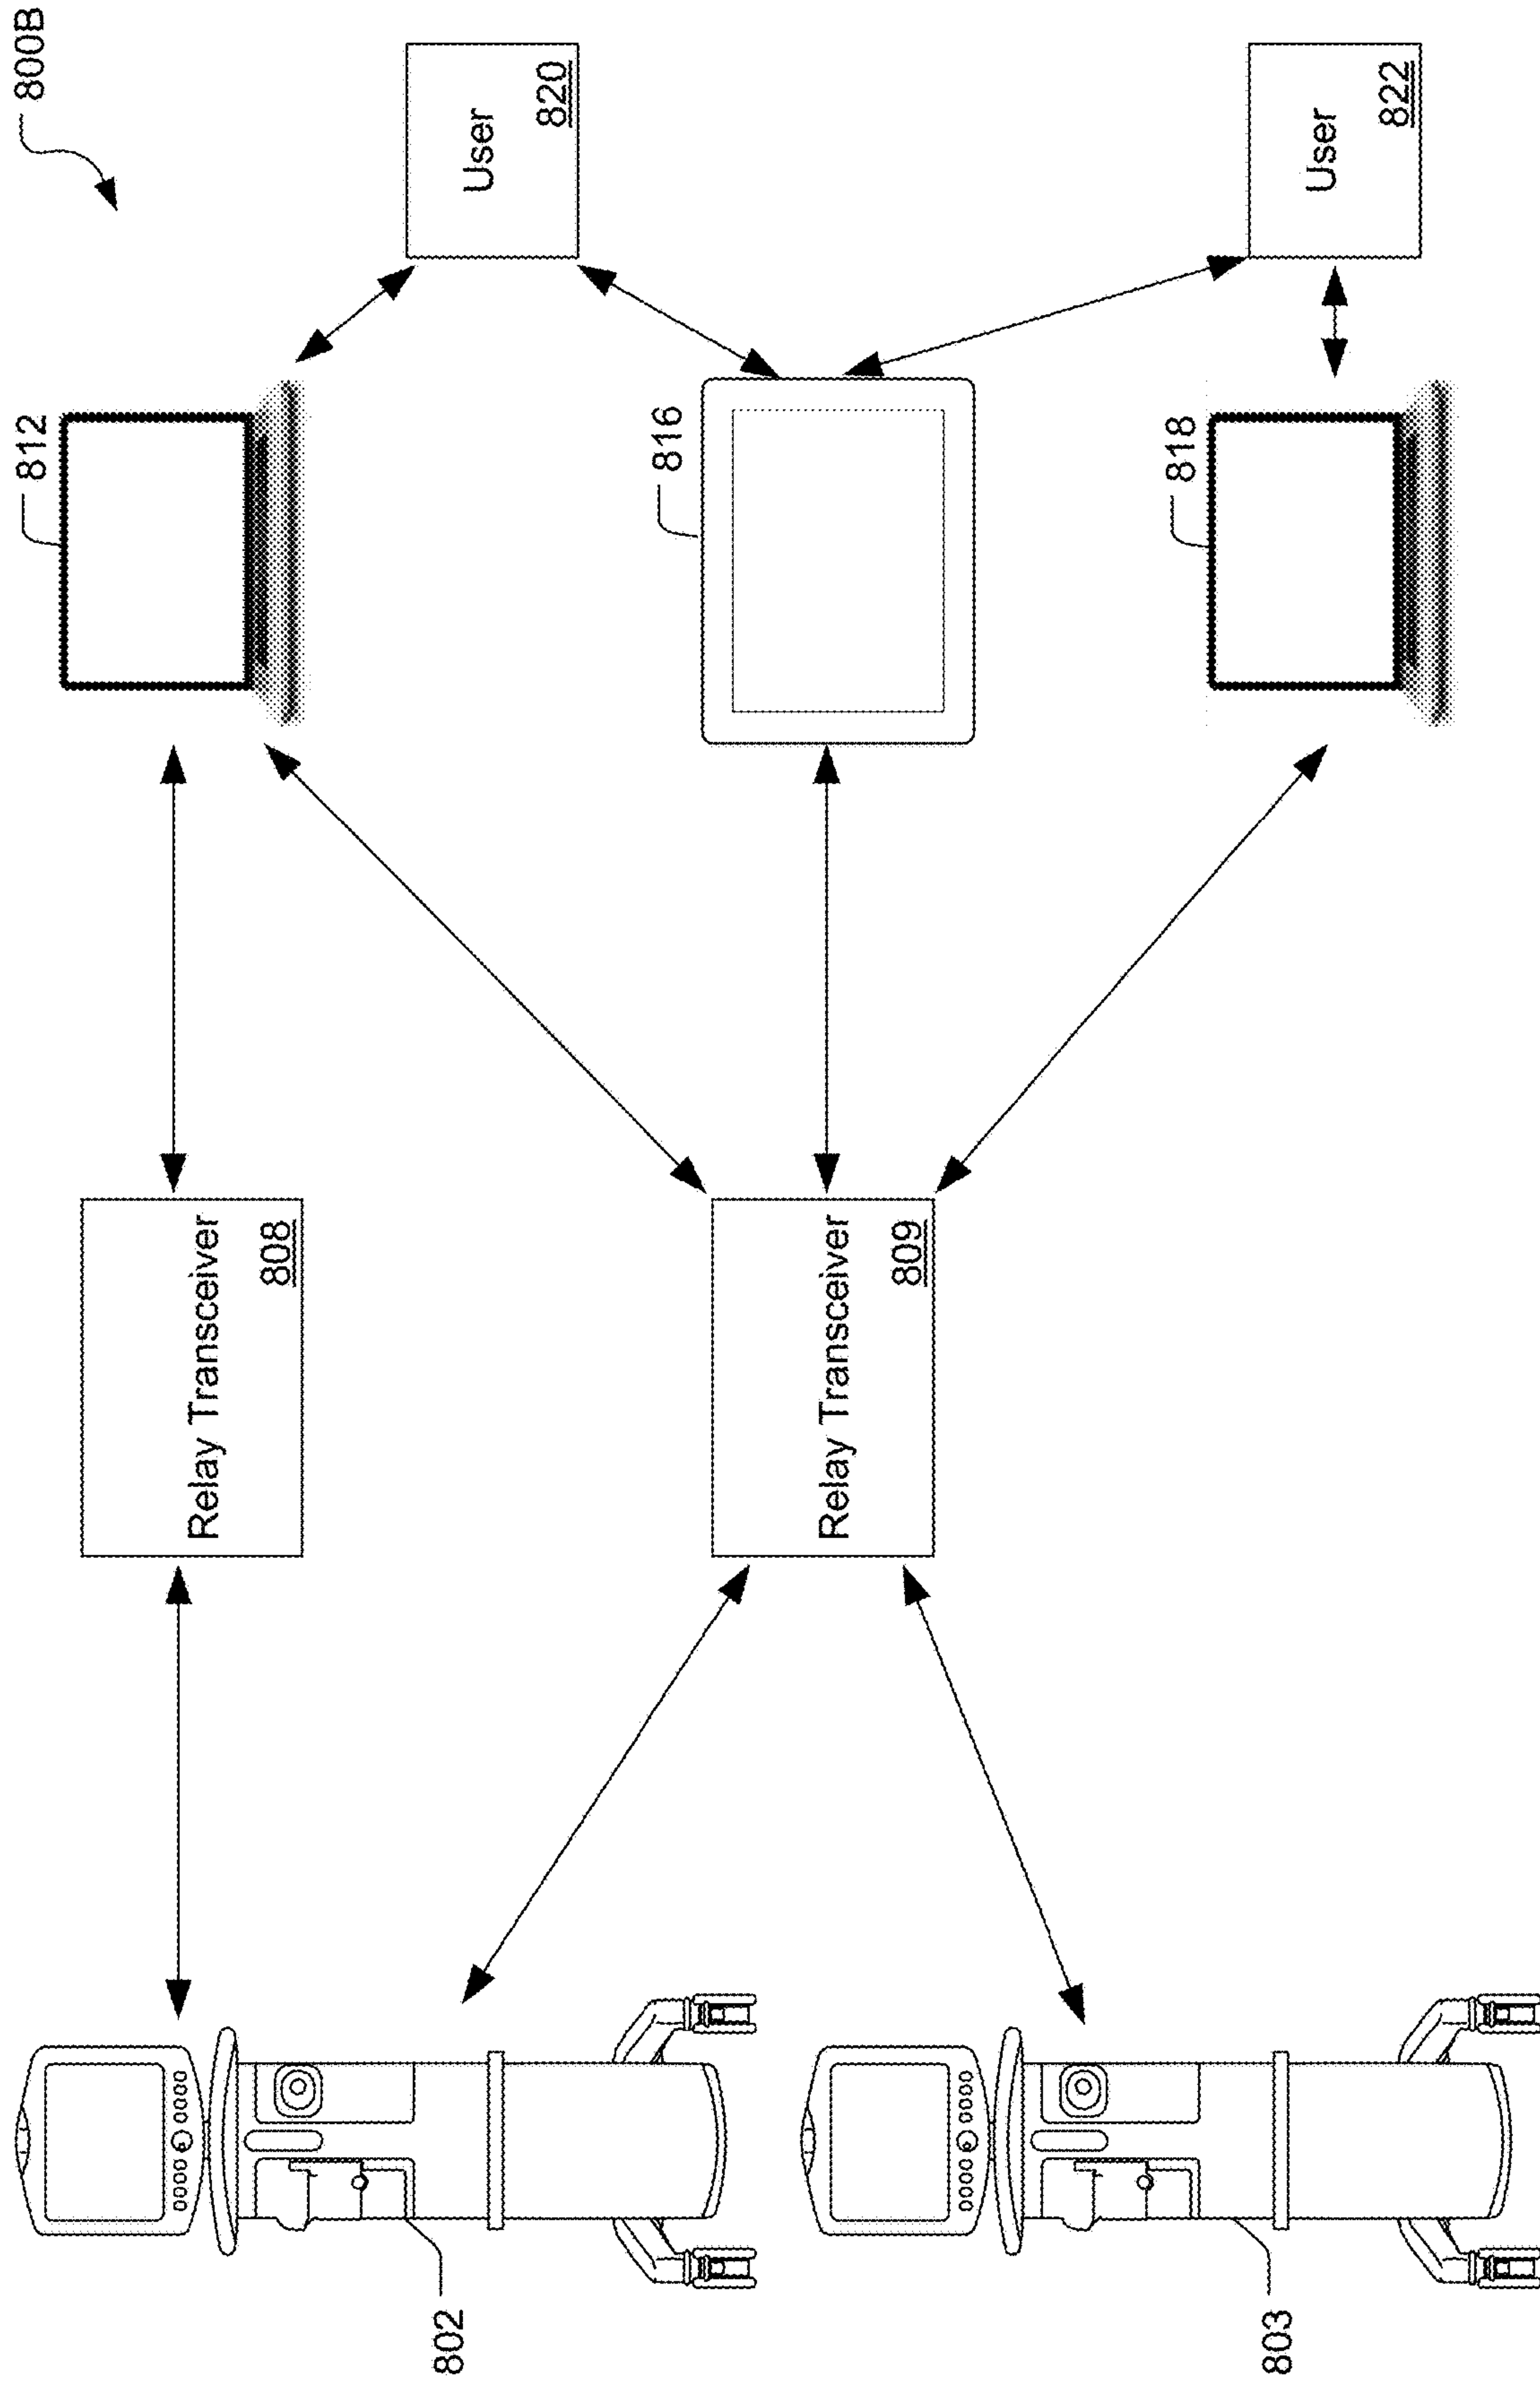 800B
812
User
820
Relay Transceiver
808
816
Relay Transceiver
809
802
818
User
822
803